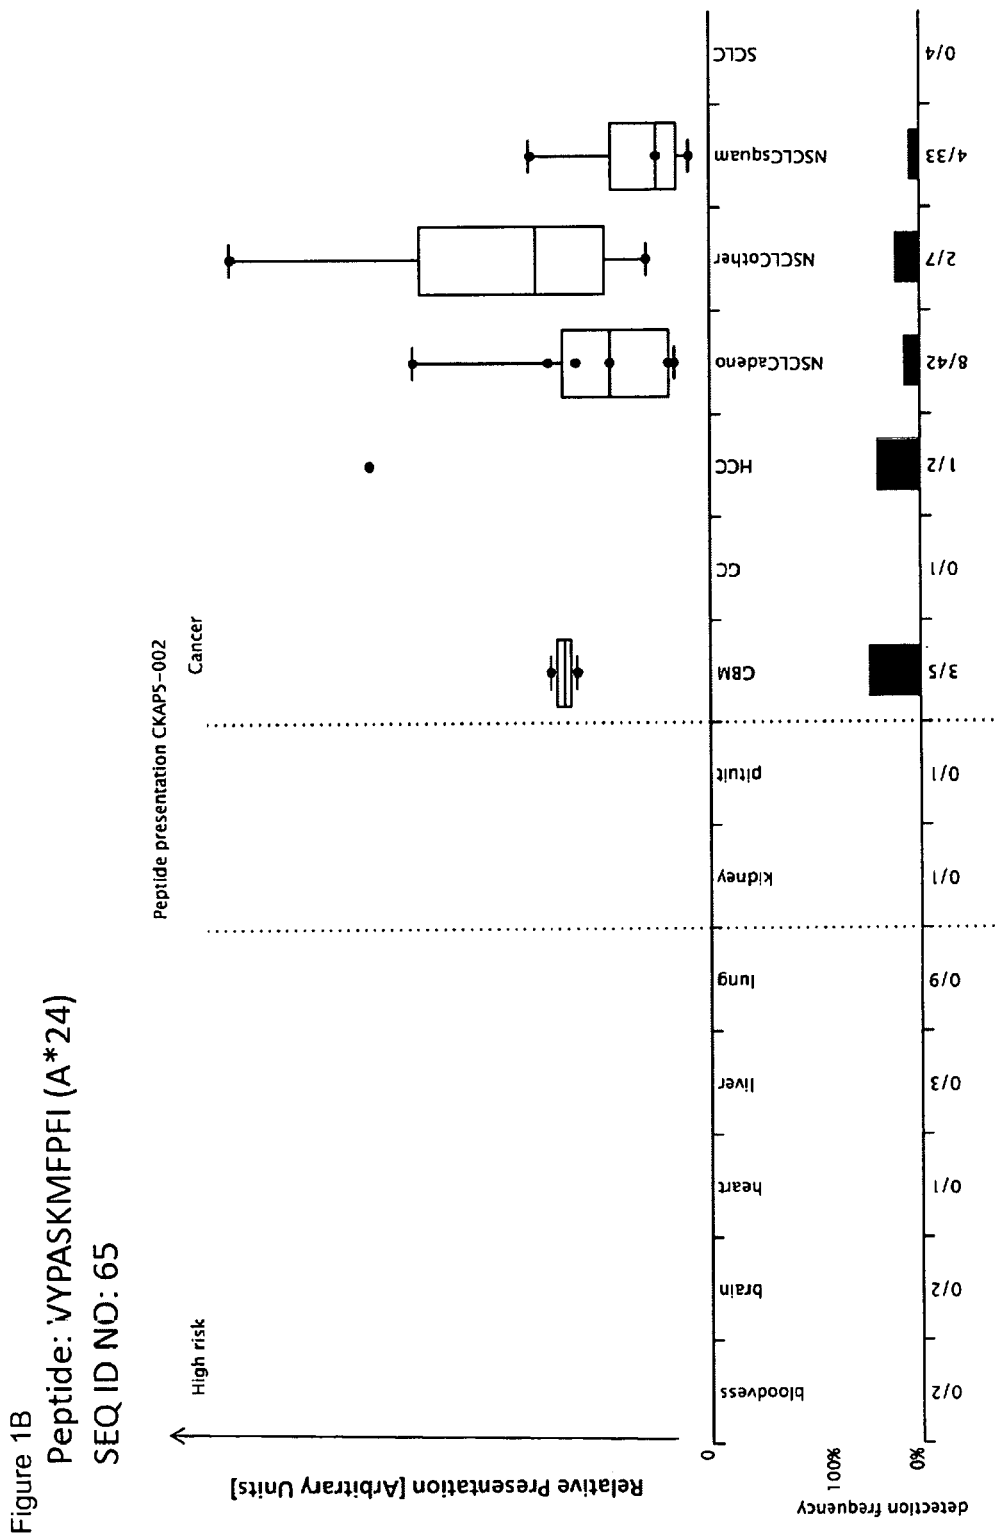 Figure 1B
Peptide: VYPASKMFPFI (A*24)
SEQ ID NO: 65
Peptide presentation CKAP5-002
High risk
Cancer
Relative Presentation [Arbitrary Units]
0
bloodvess
brain
heart
liver
lung
kidney
pituit
GBM
GC
HCC
NSCLCadeno
NSCLCother
NSCLCsquam
SCLC
detection frequency
100%
0%
0/2
0/2
0/1
0/3
0/9
0/1
0/1
3/5
0/1
1/2
8/42
2/7
4/33
0/4